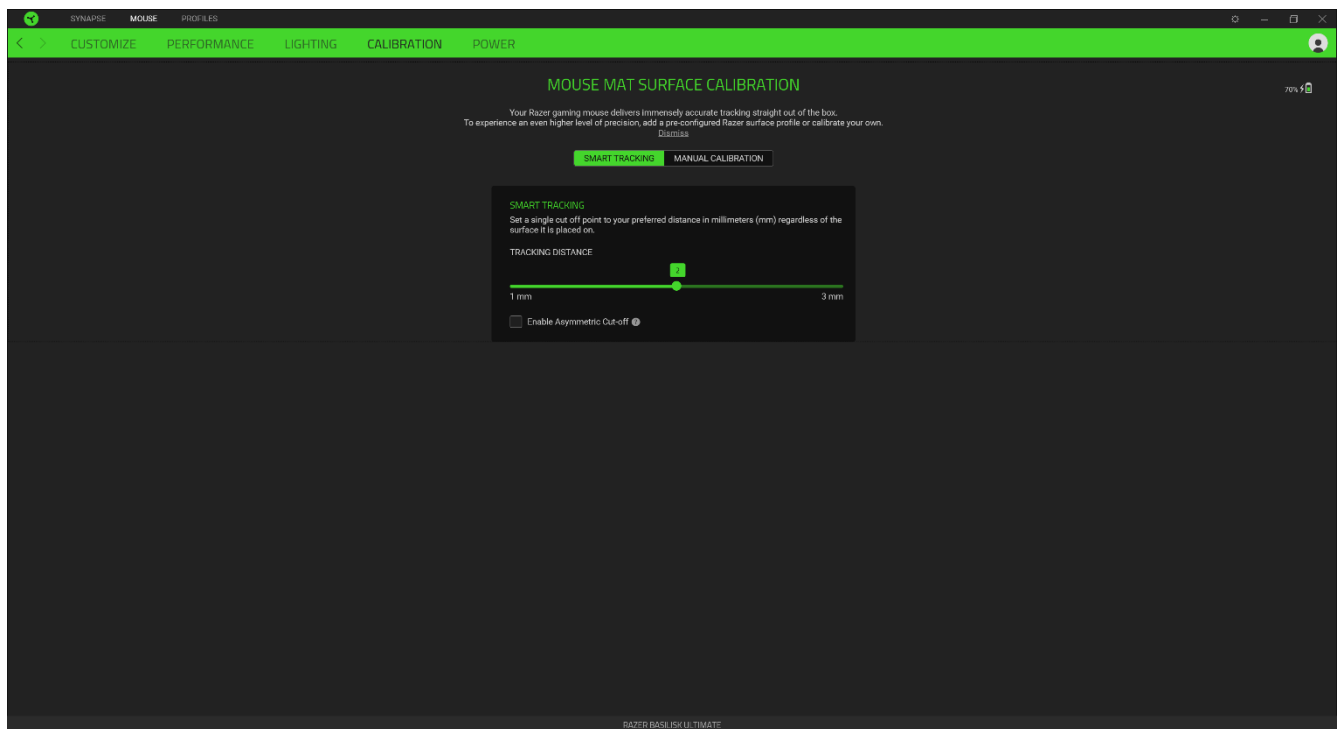 SYNAPSE MOUSE PROFILES
CUSTOMIZE PERFORMANCE LIGHTING CALIBRATION POWER
MOUSE MAT SURFACE CALIBRATION
70%
Your Razer gaming mouse delivers immensely accurate tracking straight out of the box.
To experience an even higher level of precision, add a pre-configured Razer surface profile or calibrate your own.
Dismiss
SMART TRACKING MANUAL CALIBRATION
SMART TRACKING
Set a single cut off point to your preferred distance in millimeters (mm) regardless of the
surface it is placed on.
TRACKING DISTANCE
2
1 mm 3 mm
Enable Asymmetric Cut-off ?
RAZER BASILISK ULTIMATE